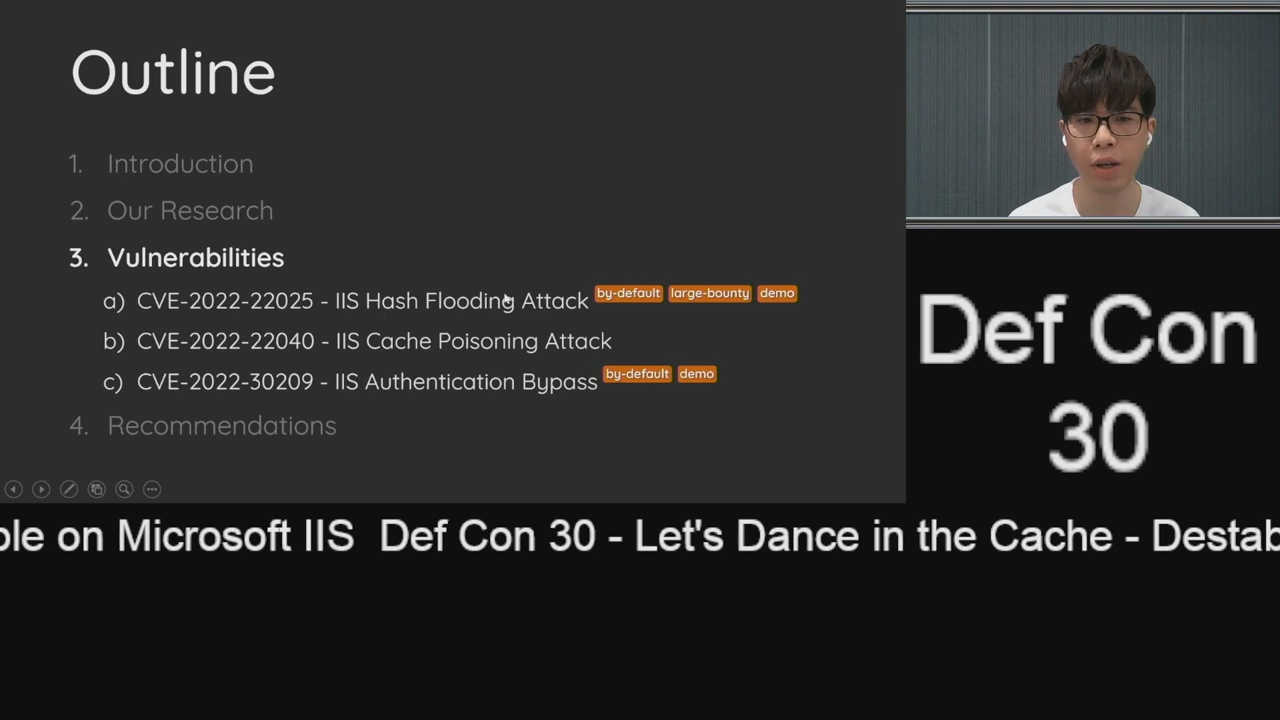 Outline
1. Introduction
2. Our Research
3. Vulnerabilities
a) CVE-2022-22025 - IIS Hash Flooding Attack by-default large-bounty demo
b) CVE-2022-22040 - IIS Cache Poisoning Attack
c) CVE-2022-30209 - IIS Authentication Bypass by-default demo
4. Recommendations
Def Con
30
ble on Microsoft IIS Def Con 30 - Let's Dance in the Cache - Destab